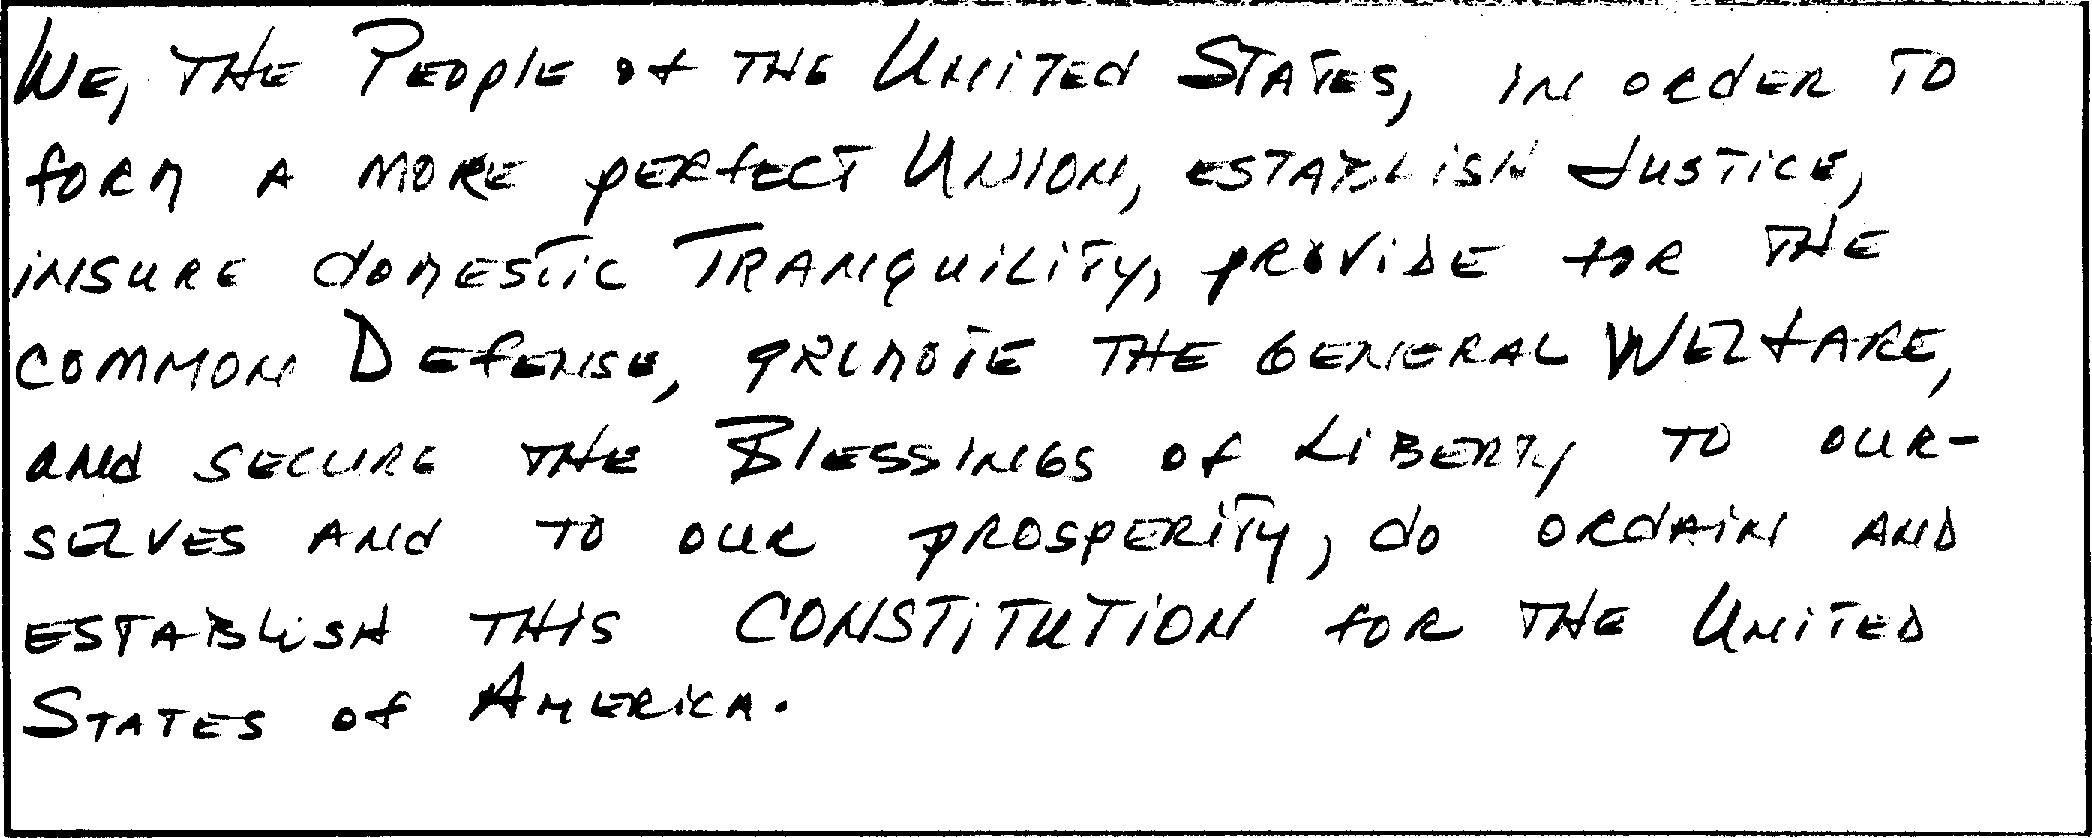 We, the People of the United States, in order to
form a more perfect Union, establish Justice,
insure domestic Tranquility, provide for the
common Defense, promote the general Welfare,
and secure the Blessings of Liberty to our-
selves and to our prosperity, do ordain and
establish this CONSTITUTION for the United
States of America.